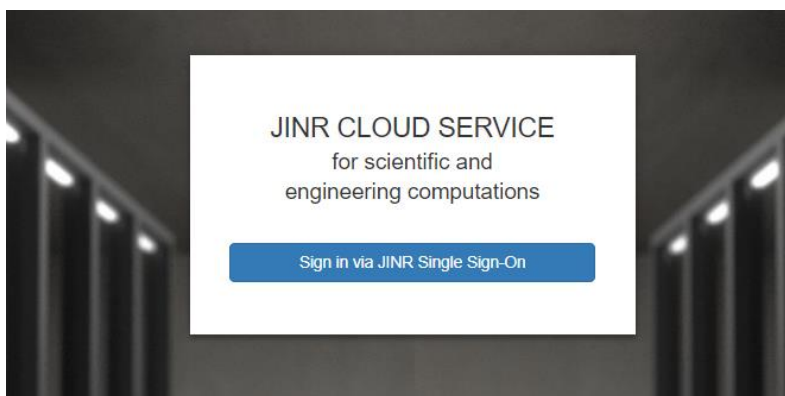 JINR CLOUD SERVICE
for scientific and
engineering computations
Sign in via JINR Single Sign-On